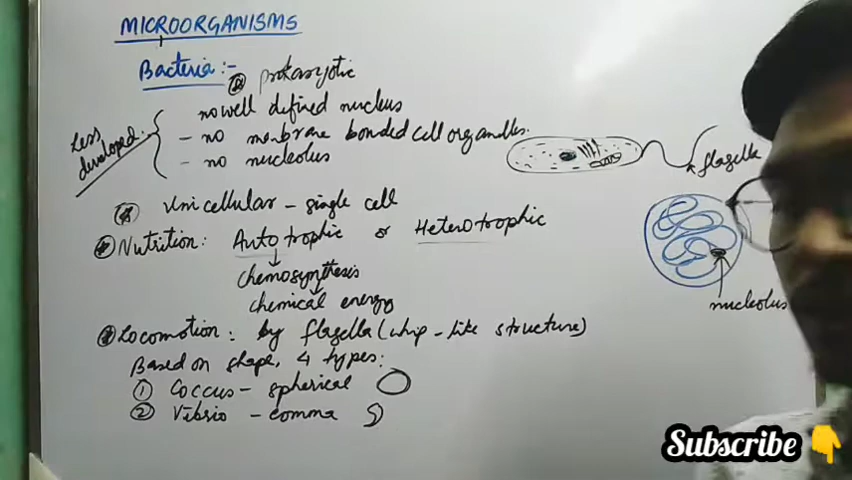 MICROORGANISMS
Bacteria :-
prokaryotic
no well defined nucleus
- no membrane bonded cell organelles.
- no nucleolus
Less developed
flagella
Unicellular - single cell
Nutrition: Autotrophic or Heterotrophic
chemosynthesis
chemical energy
nucleolus
Locomotion: by flagella (whip-like structure)
Based on shape, 4 types:
① Coccus - spherical
② Vibrio - comma
Subscribe 👇